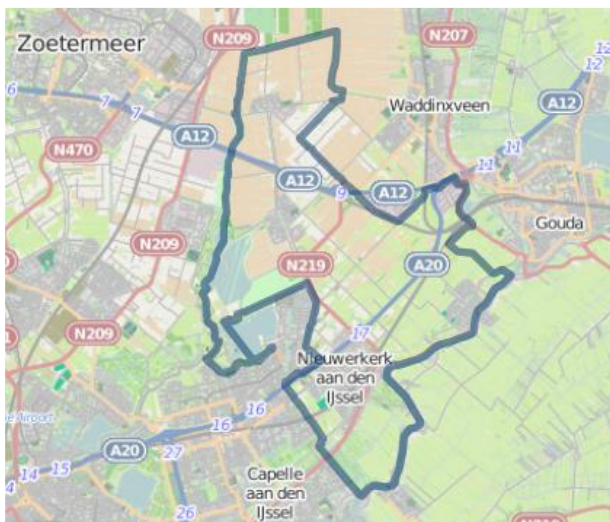 Zoetermeer
N209
N207
12
12
6
7
7
A12
Waddinxveen
A12
N470
A12
9
A12
11
11
Gouda
N209
N219
A20
N209
17
Nieuwerkerk
aan den
IJssel
16
16
A20
27
14
15
Capelle
aan den
IJssel
26